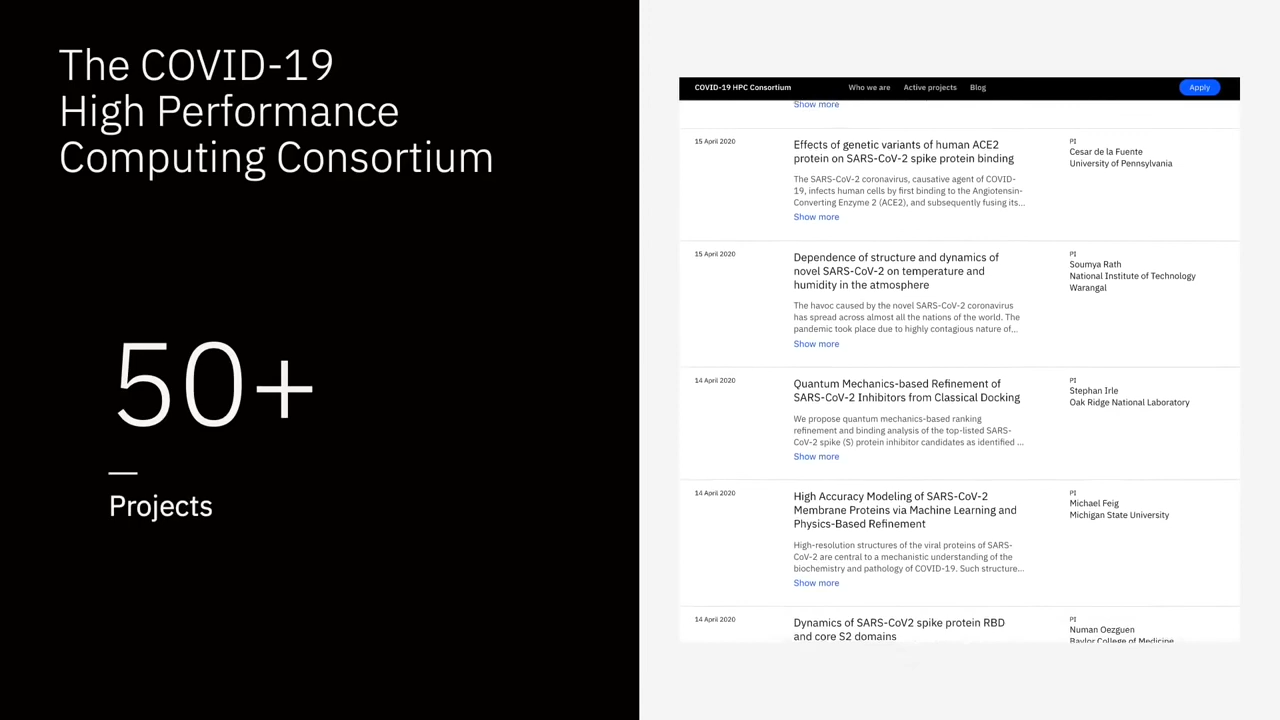 The COVID-19
High Performance
Computing Consortium
50+
Projects
COVID-19 HPC Consortium
Who we are
Active projects
Blog
Apply
Show more
15 April 2020
Effects of genetic variants of human ACE2
protein on SARS-CoV-2 spike protein binding
The SARS-CoV-2 coronavirus, causative agent of COVID-
19, infects human cells by first binding to the Angiotensin-
Converting Enzyme 2 (ACE2), and subsequently fusing its...
Show more
PI
Cesar de la Fuente
University of Pennsylvania
15 April 2020
Dependence of structure and dynamics of
novel SARS-CoV-2 on temperature and
humidity in the atmosphere
The havoc caused by the novel SARS-CoV-2 coronavirus
has spread across almost all the nations of the world. The
pandemic took place due to highly contagious nature of...
Show more
PI
Soumya Rath
National Institute of Technology
Warangal
14 April 2020
Quantum Mechanics-based Refinement of
SARS-CoV-2 Inhibitors from Classical Docking
We propose quantum mechanics-based ranking
refinement and binding analysis of the top-listed SARS-
CoV-2 spike (S) protein inhibitor candidates as identified ...
Show more
PI
Stephan Irle
Oak Ridge National Laboratory
14 April 2020
High Accuracy Modeling of SARS-CoV-2
Membrane Proteins via Machine Learning and
Physics-Based Refinement
High-resolution structures of the viral proteins of SARS-
CoV-2 are central to a mechanistic understanding of the
biochemistry and pathology of COVID-19. Such structure...
Show more
PI
Michael Feig
Michigan State University
14 April 2020
Dynamics of SARS-CoV2 spike protein RBD
and core S2 domains
PI
Numan Oezguen
Baylor College of Medicine